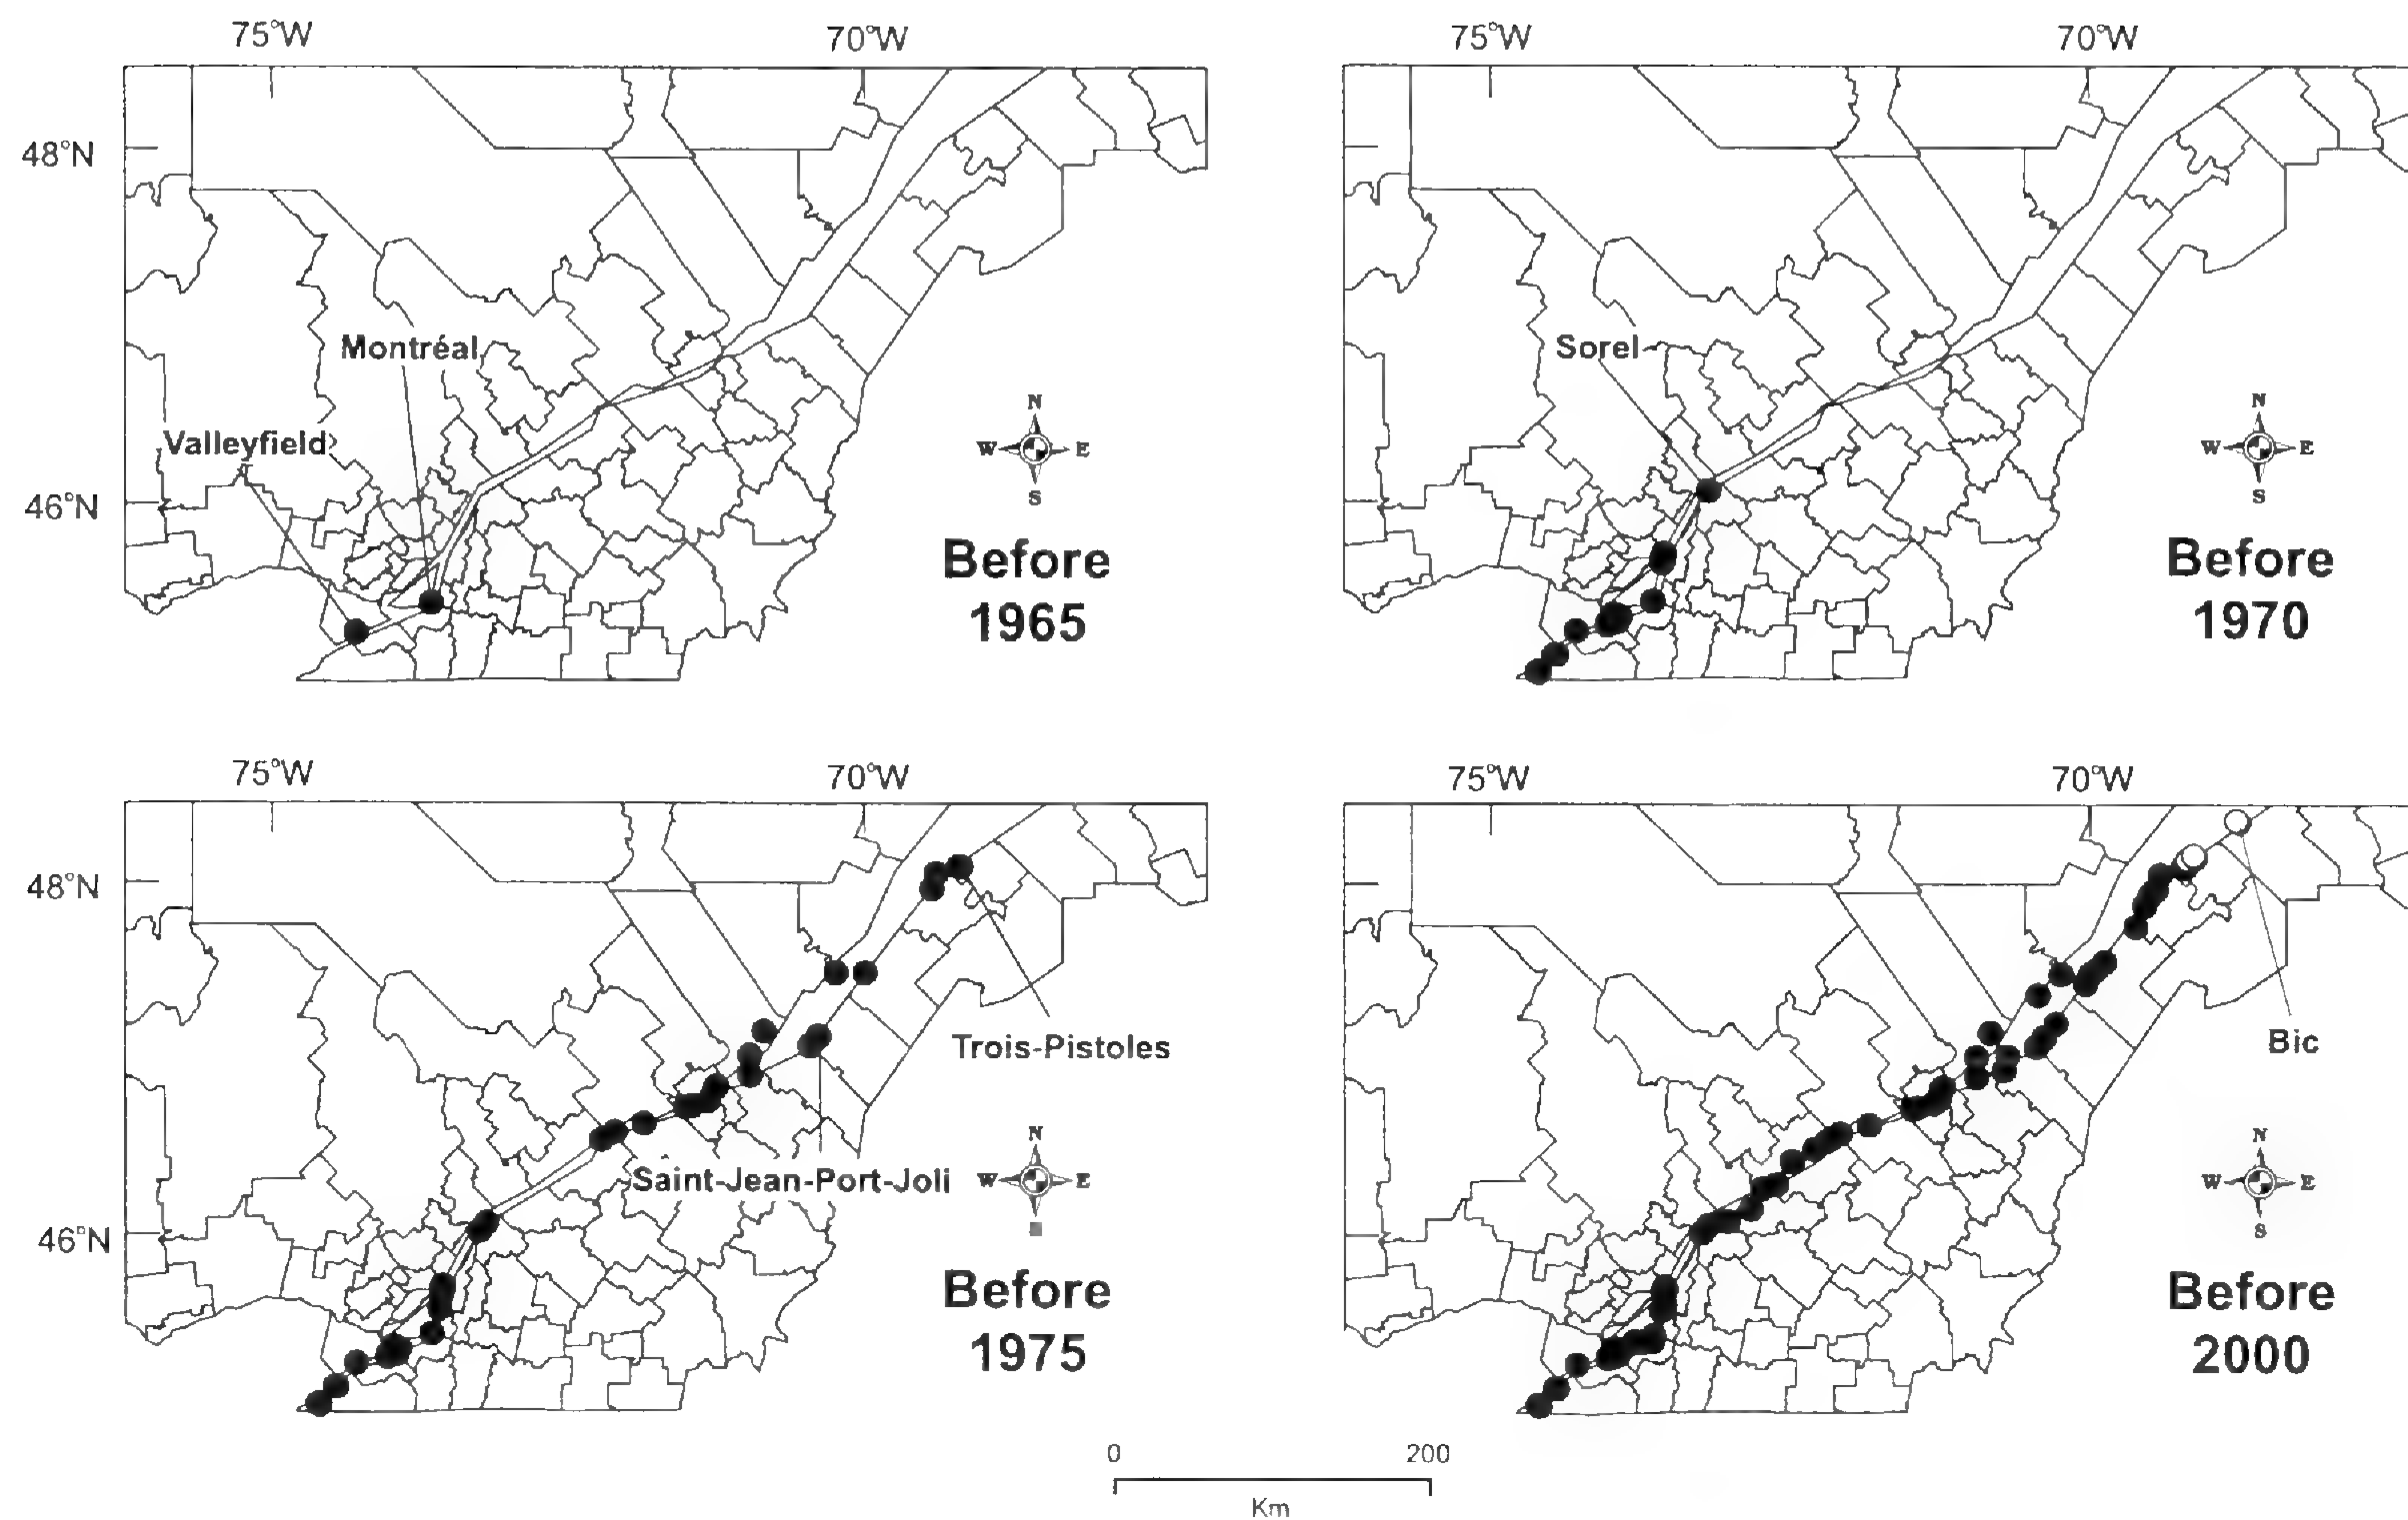 75°W 70°W 75°W 70°W
48°N
Montréal
Sorel
Valleyfield
N
W E
S
N
W E
S
46°N
Before
1965
Before
1970
75°W 70°W 75°W 70°W
48°N
Trois-Pistoles
Bic
Saint-Jean-Port-Joli
N
W E
N
W E
S
46°N
Before
1975
Before
2000
0 200
Km